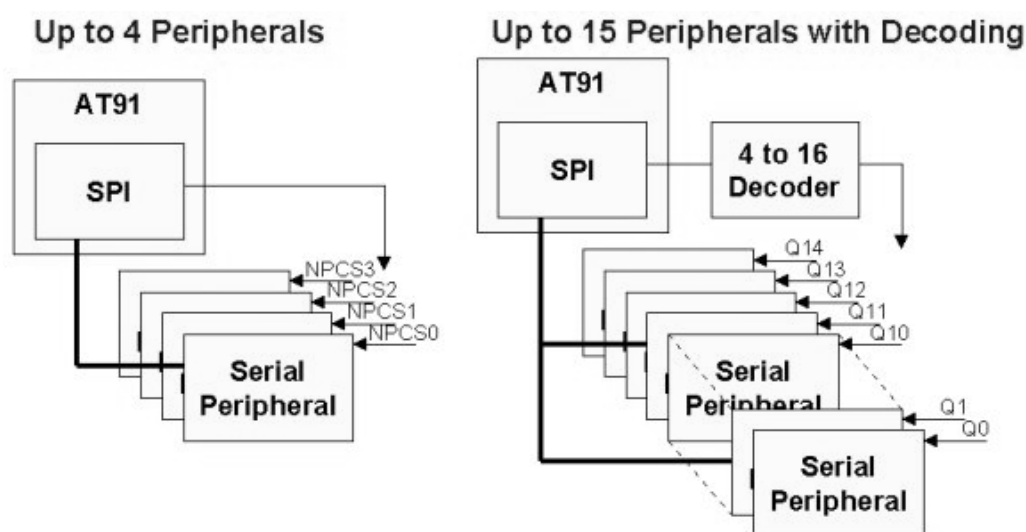 Up to 4 Peripherals
Up to 15 Peripherals with Decoding
AT91
SPI
NPCS3
NPCS2
NPCS1
NPCS0
Serial
Peripheral
AT91
SPI
4 to 16
Decoder
Q14
Q13
Q12
Q11
Q10
Serial
Peripheral
Q1
Q0
Serial
Peripheral